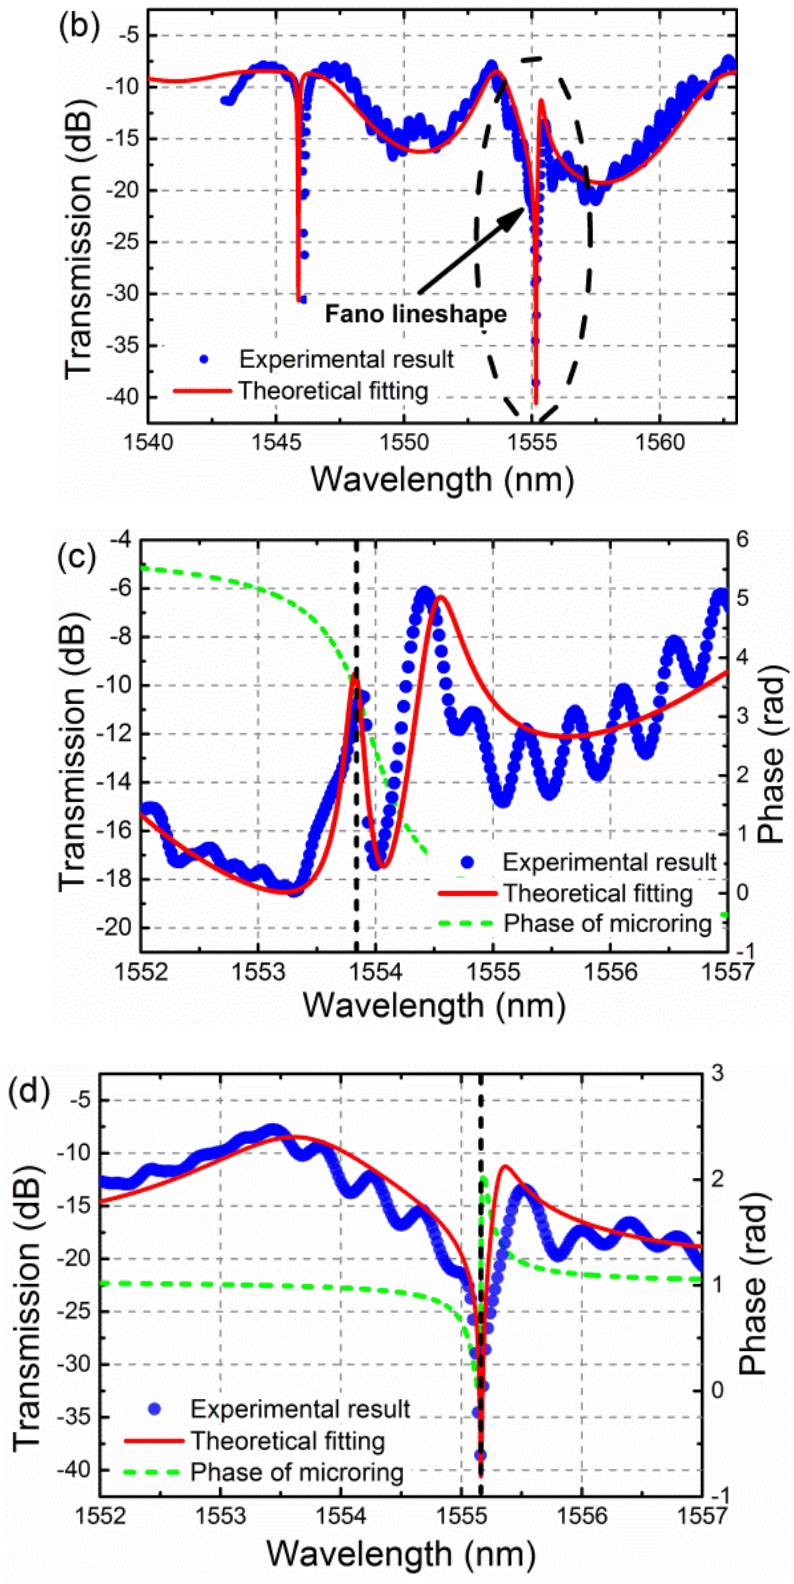 (b)
-5
-10
-15
-20
-25
-30
-35
-40
Transmission (dB)
Fano lineshape
Experimental result
Theoretical fitting
1540 1545 1550 1555 1560
Wavelength (nm)
(c)
-4
-6
-8
-10
-12
-14
-16
-18
-20
Transmission (dB)
6
5
4
3
2
1
0
-1
Phase (rad)
Experimental result
Theoretical fitting
Phase of microring
1552 1553 1554 1555 1556 1557
Wavelength (nm)
(d)
-5
-10
-15
-20
-25
-30
-35
-40
Transmission (dB)
3
2
1
0
-1
Phase (rad)
Experimental result
Theoretical fitting
Phase of microring
1552 1553 1554 1555 1556 1557
Wavelength (nm)